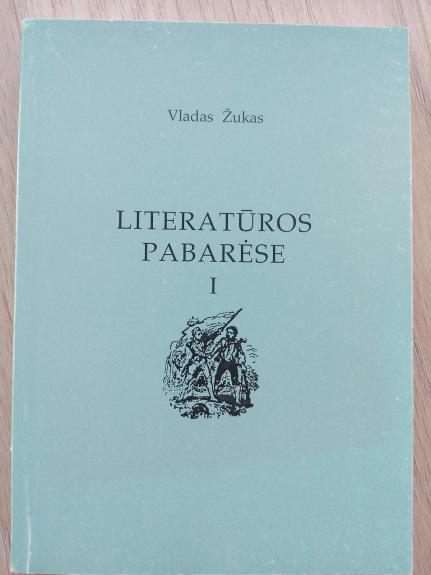 Vladas Žukas
LITERATŪROS
PABARĖSE
I